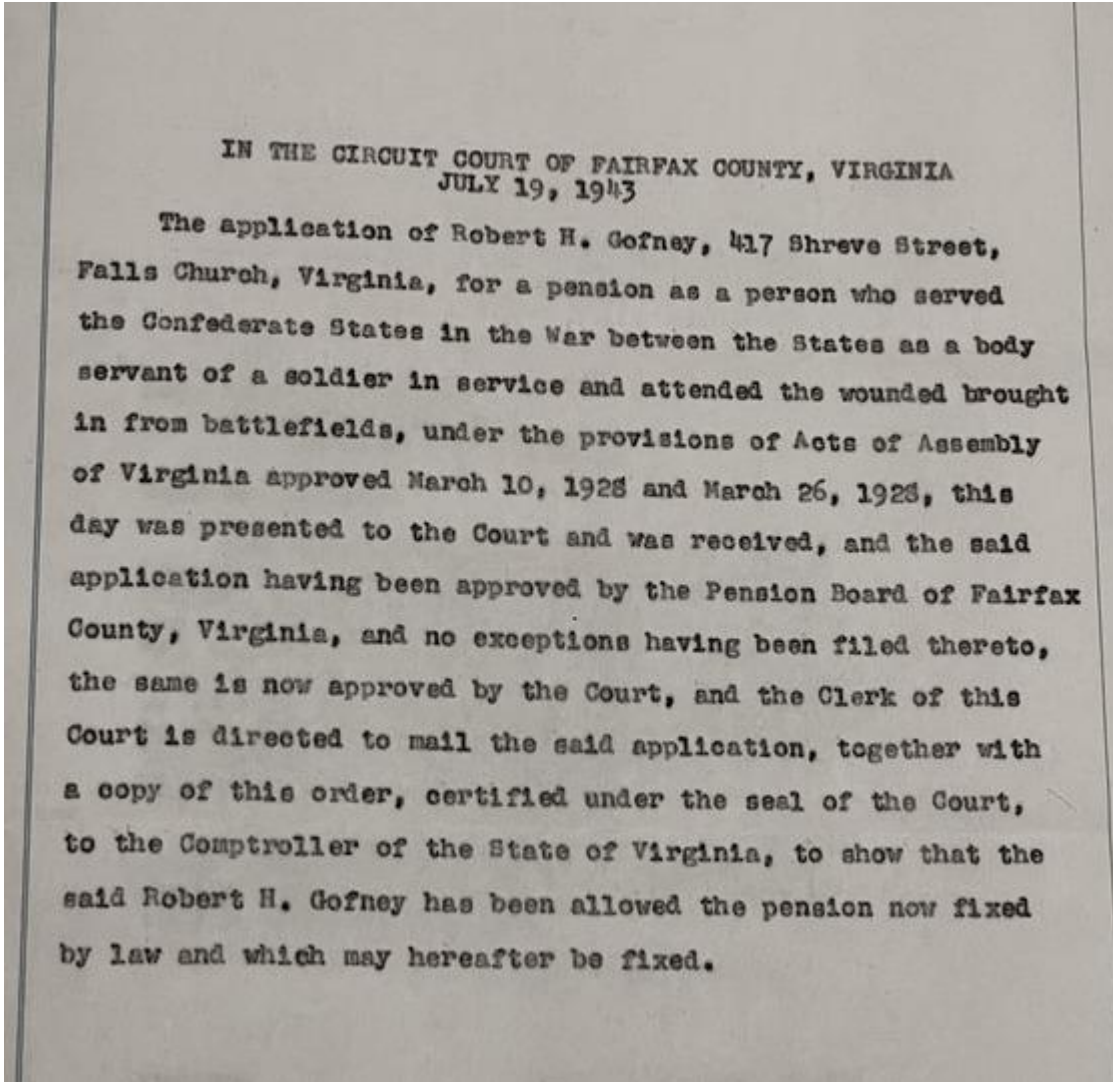 IN THE CIRCUIT COURT OF FAIRFAX COUNTY, VIRGINIA
JULY 19, 1943
The application of Robert H. Gofney, 417 Shreve Street,
Falls Church, Virginia, for a pension as a person who served
the Confederate States in the War between the States as a body
servant of a soldier in service and attended the wounded brought
in from battlefields, under the provisions of Acts of Assembly
of Virginia approved March 10, 1928 and March 26, 1928, this
day was presented to the Court and was received, and the said
application having been approved by the Pension Board of Fairfax
County, Virginia, and no exceptions having been filed thereto,
the same is now approved by the Court, and the Clerk of this
Court is directed to mail the said application, together with
a copy of this order, certified under the seal of the Court,
to the Comptroller of the State of Virginia, to show that the
said Robert H. Gofney has been allowed the pension now fixed
by law and which may hereafter be fixed.